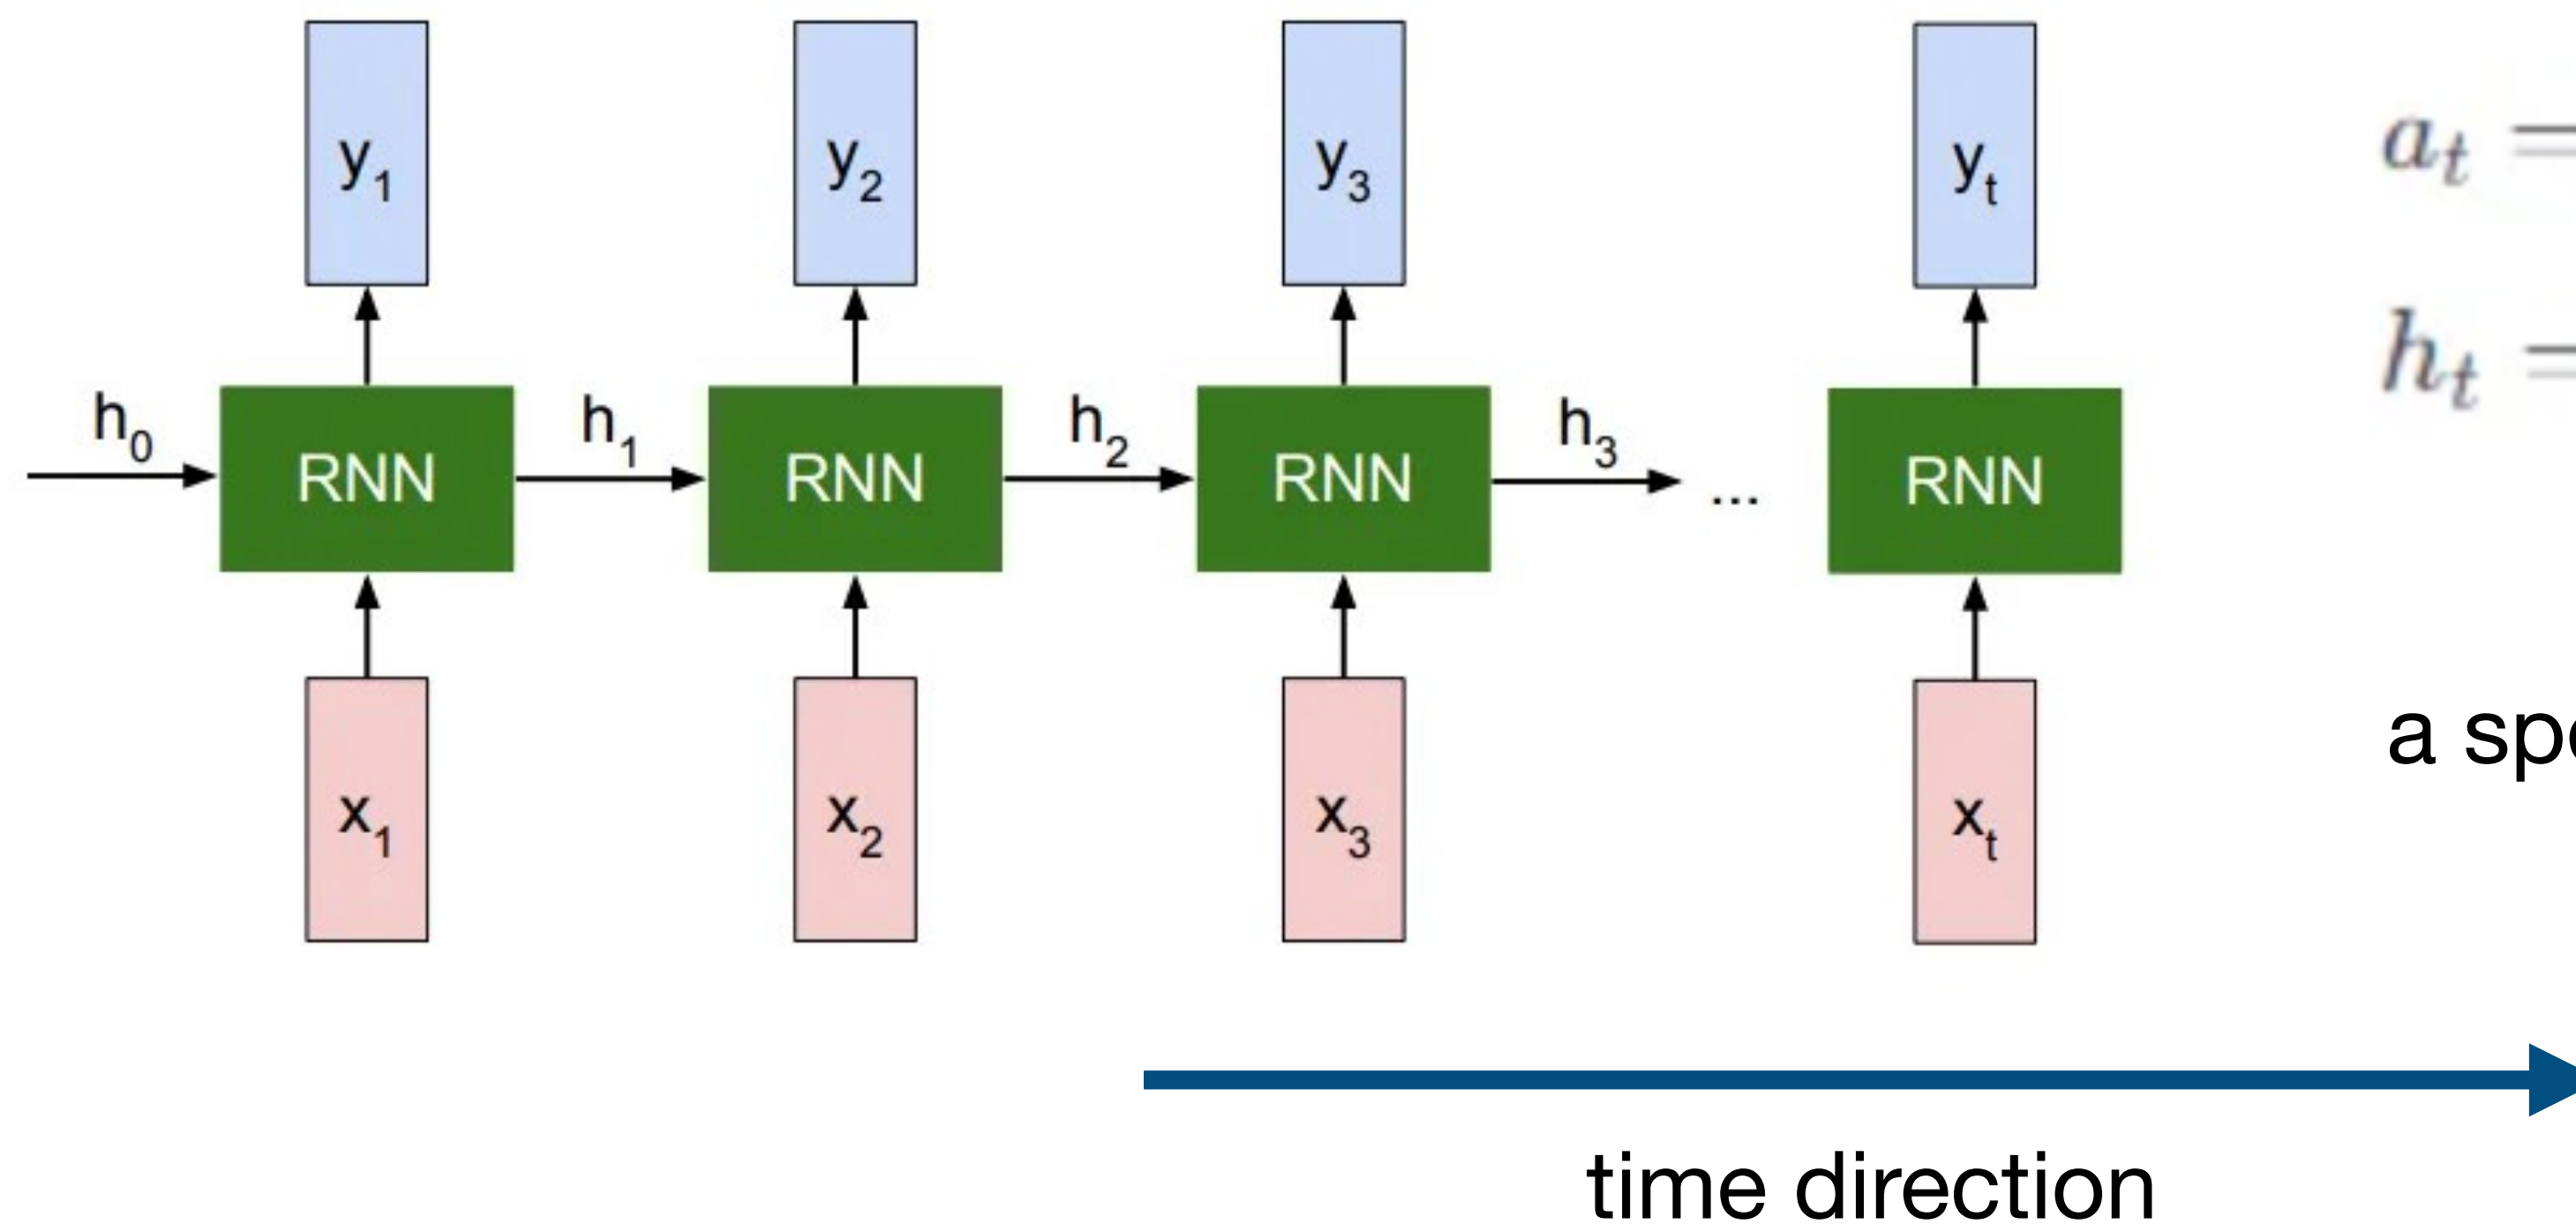 y₁ y₂ y₃ yₜ
aₜ =
hₜ =
h₀ h₁ h₂ h₃
RNN RNN RNN ... RNN
a sp
x₁ x₂ x₃ xₜ
time direction